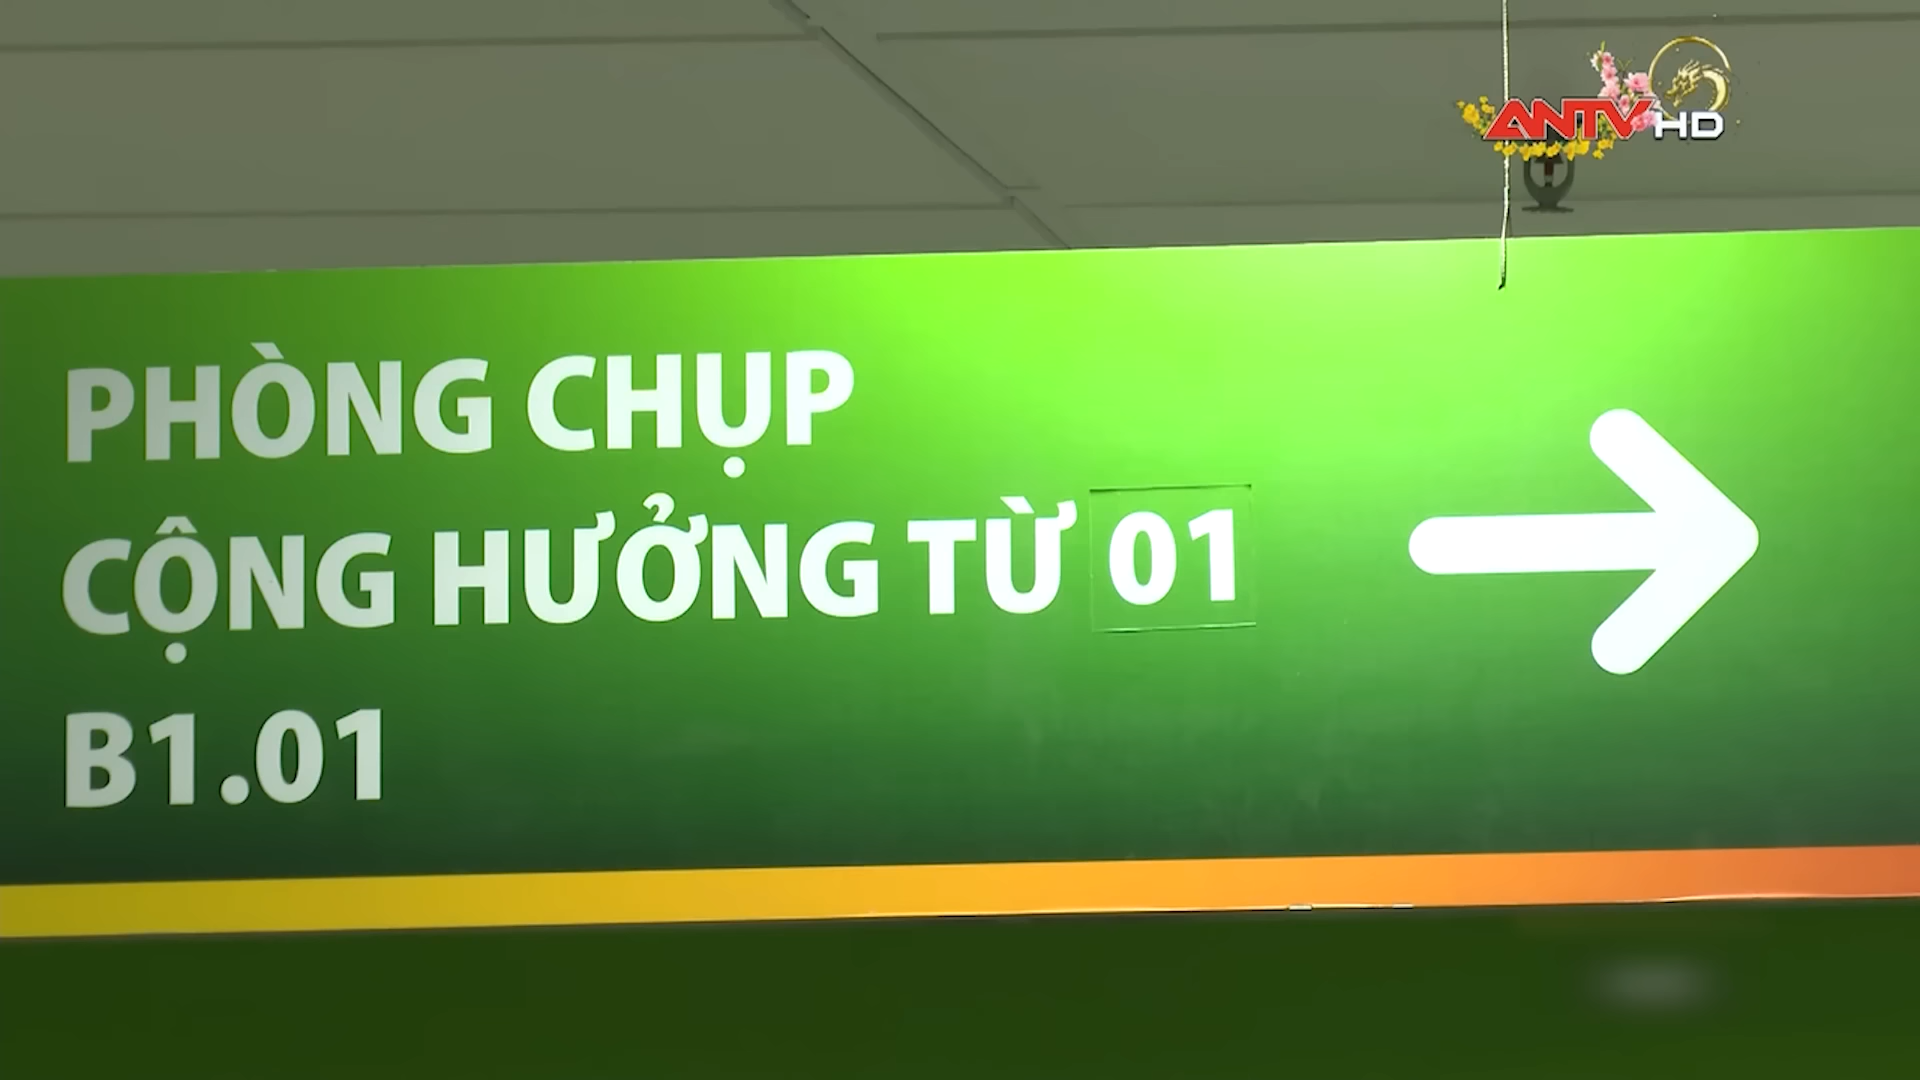 ANTV HD
PHÒNG CHỤP
CỘNG HƯỞNG TỪ 01
B1.01